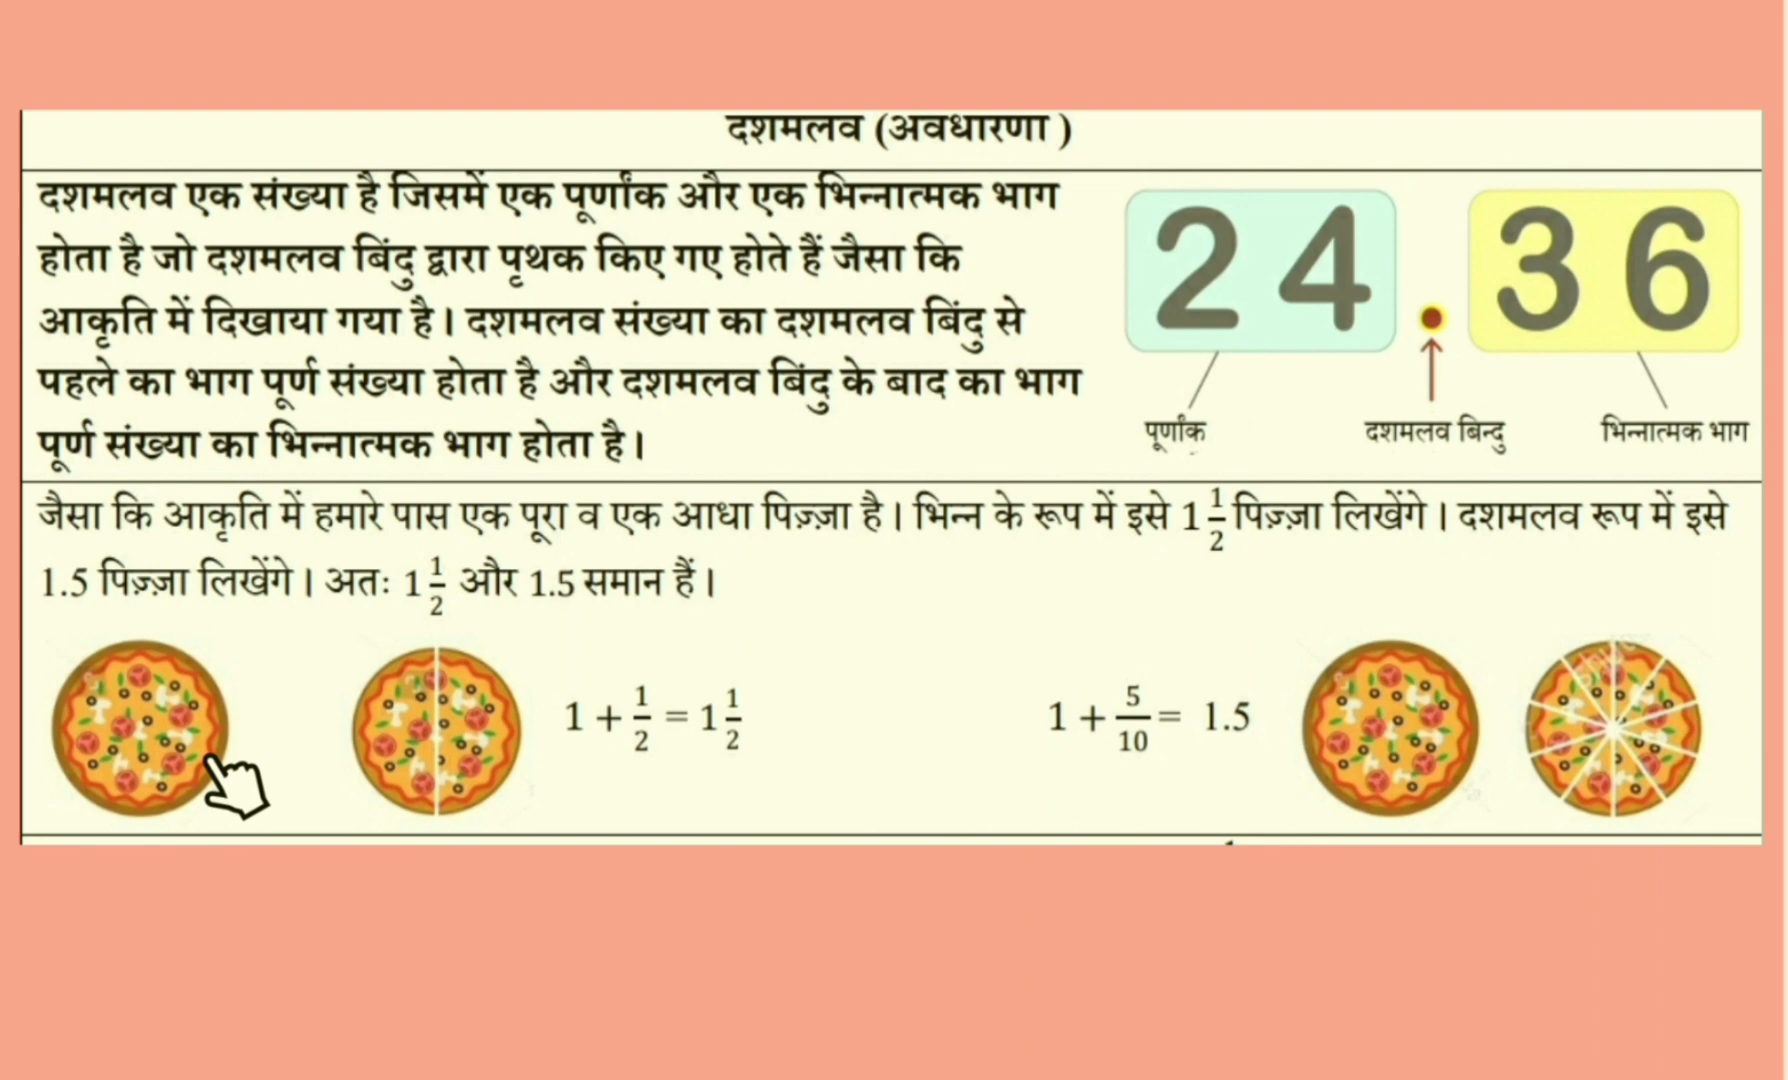 दशमलव (अवधारणा )
दशमलव एक संख्या है जिसमें एक पूर्णांक और एक भिन्नात्मक भाग
होता है जो दशमलव बिंदु द्वारा पृथक किए गए होते हैं जैसा कि
आकृति में दिखाया गया है। दशमलव संख्या का दशमलव बिंदु से
पहले का भाग पूर्ण संख्या होता है और दशमलव बिंदु के बाद का भाग
पूर्ण संख्या का भिन्नात्मक भाग होता है।
24.36
पूर्णांक दशमलव बिन्दु भिन्नात्मक भाग
जैसा कि आकृति में हमारे पास एक पूरा व एक आधा पिज़्ज़ा है। भिन्न के रूप में इसे 1 1/2 पिज़्ज़ा लिखेंगे। दशमलव रूप में इसे
1.5 पिज़्ज़ा लिखेंगे। अतः 1 1/2 और 1.5 समान हैं।
1 + 1/2 = 1 1/2
1 + 5/10 = 1.5